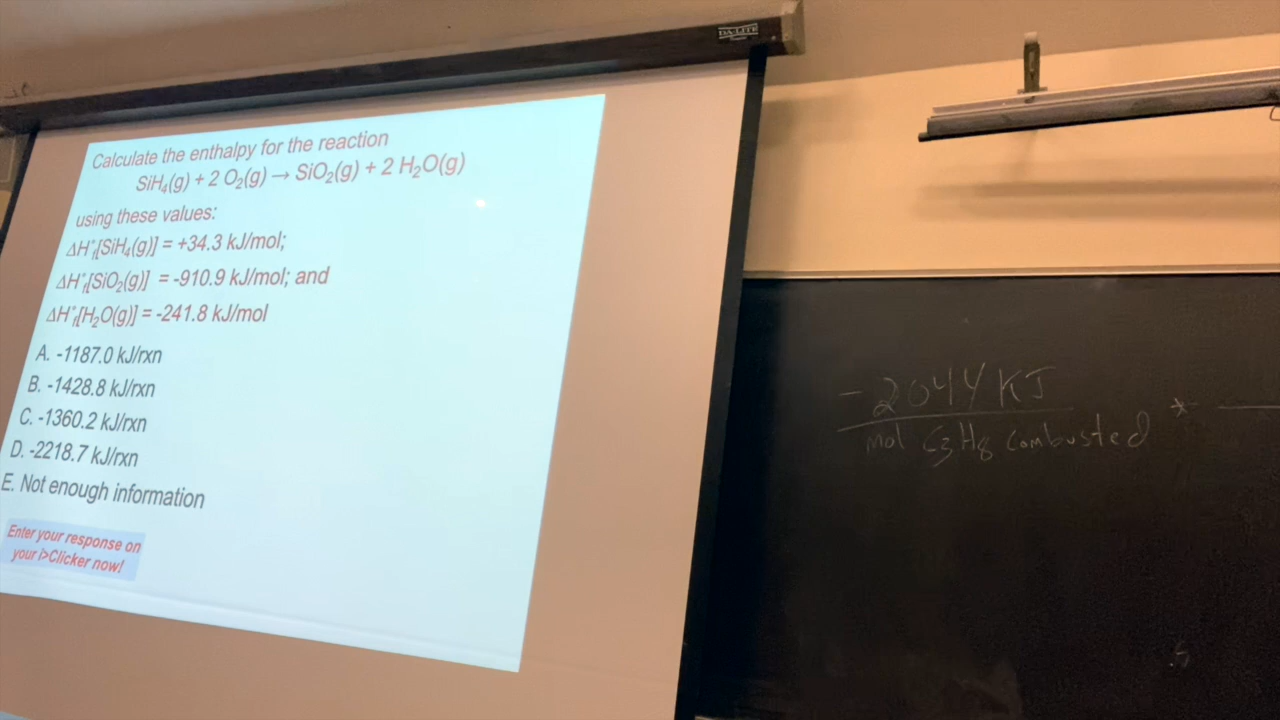 DA-LITE
Calculate the enthalpy for the reaction
SiH₄(g) + 2 O₂(g) → SiO₂(g) + 2 H₂O(g)
using these values:
ΔH°f[SiH₄(g)] = +34.3 kJ/mol;
ΔH°f[SiO₂(g)] = -910.9 kJ/mol; and
ΔH°f[H₂O(g)] = -241.8 kJ/mol
A. -1187.0 kJ/rxn
B. -1428.8 kJ/rxn
C. -1360.2 kJ/rxn
D. -2218.7 kJ/rxn
E. Not enough information
Enter your response on
your i>Clicker now!
-2044 KJ
mol C₃H₈ combusted *